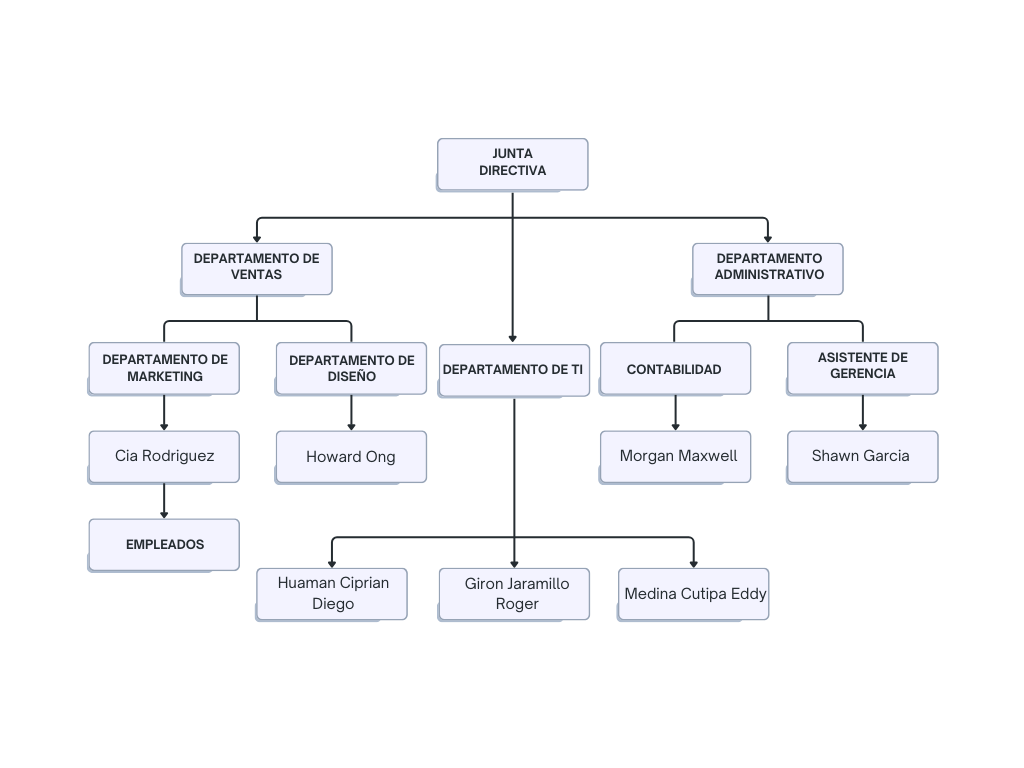 JUNTA
DIRECTIVA
DEPARTAMENTO DE
VENTAS
DEPARTAMENTO
ADMINISTRATIVO
DEPARTAMENTO DE
MARKETING
DEPARTAMENTO DE
DISEÑO
DEPARTAMENTO DE TI
CONTABILIDAD
ASISTENTE DE
GERENCIA
Cia Rodriguez
Howard Ong
Morgan Maxwell
Shawn Garcia
EMPLEADOS
Huaman Ciprian
Diego
Giron Jaramillo
Roger
Medina Cutipa Eddy